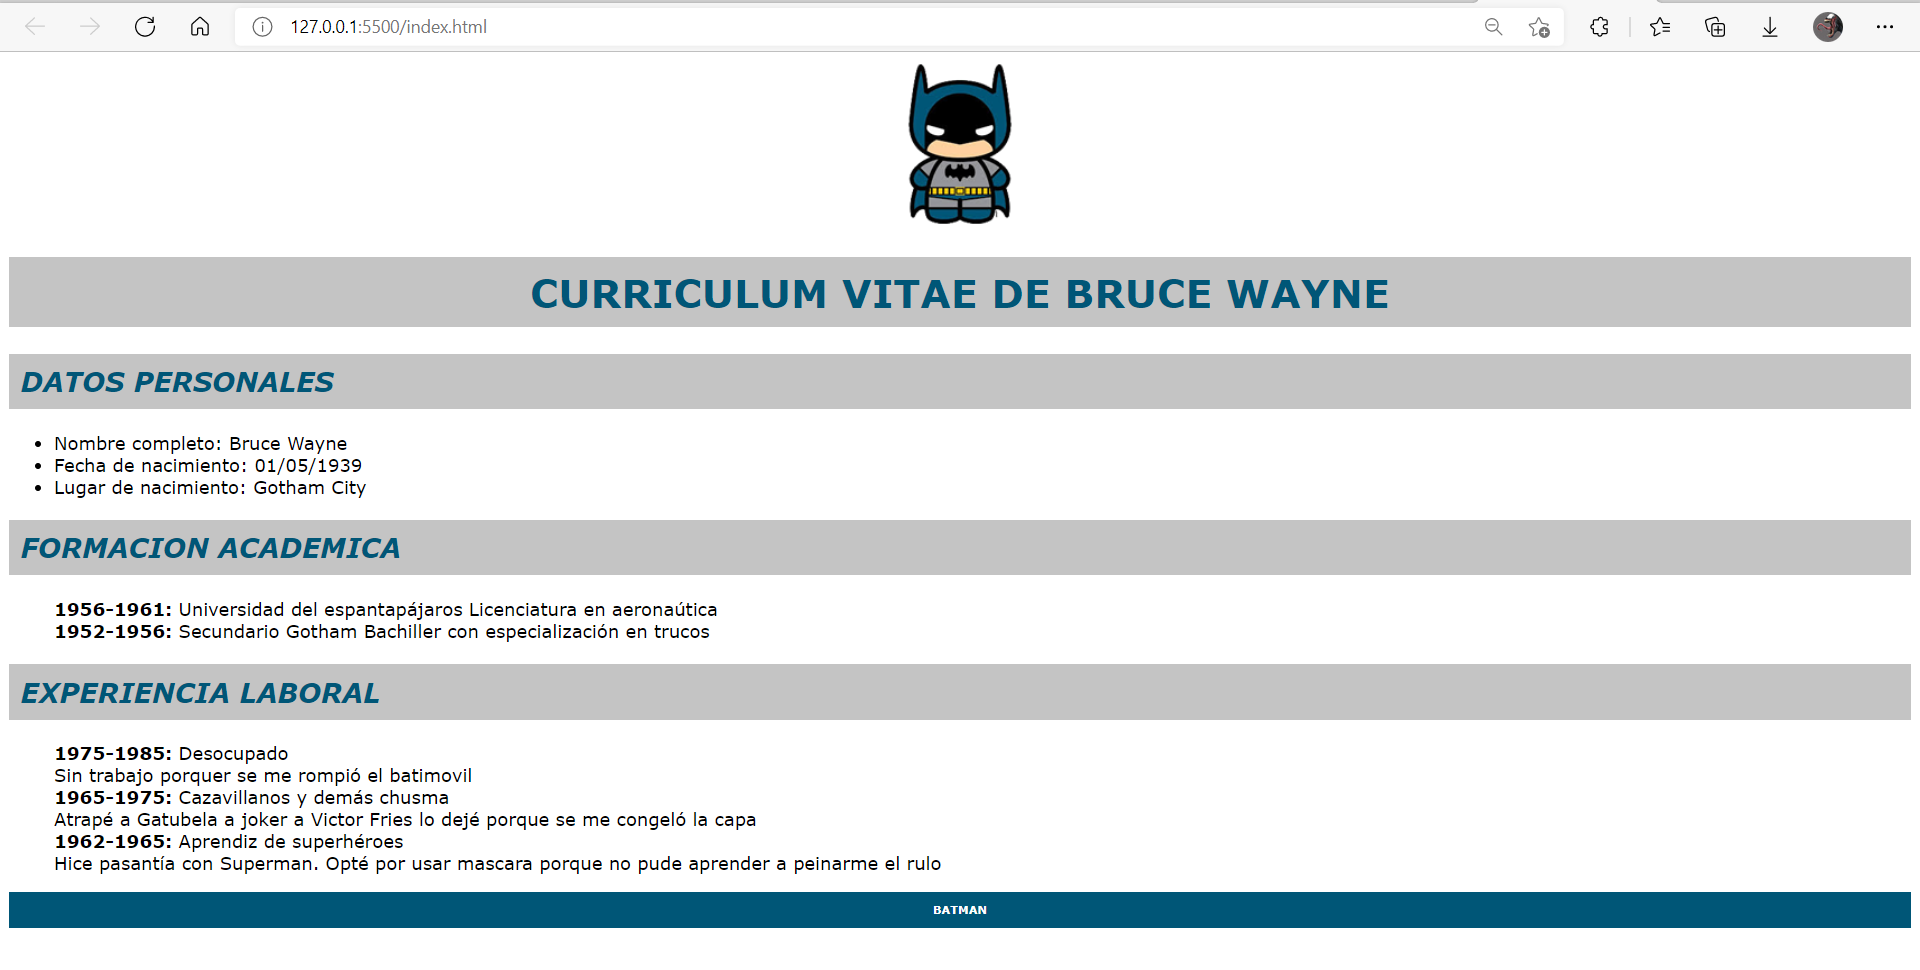 127.0.0.1:5500/index.html
CURRICULUM VITAE DE BRUCE WAYNE
DATOS PERSONALES
• Nombre completo: Bruce Wayne
• Fecha de nacimiento: 01/05/1939
• Lugar de nacimiento: Gotham City
FORMACION ACADEMICA
1956-1961: Universidad del espantapájaros Licenciatura en aeronaútica
1952-1956: Secundario Gotham Bachiller con especialización en trucos
EXPERIENCIA LABORAL
1975-1985: Desocupado
Sin trabajo porquer se me rompió el batimovil
1965-1975: Cazavillanos y demás chusma
Atrapé a Gatubela a joker a Victor Fries lo dejé porque se me congeló la capa
1962-1965: Aprendiz de superhéroes
Hice pasantía con Superman. Opté por usar mascara porque no pude aprender a peinarme el rulo
BATMAN